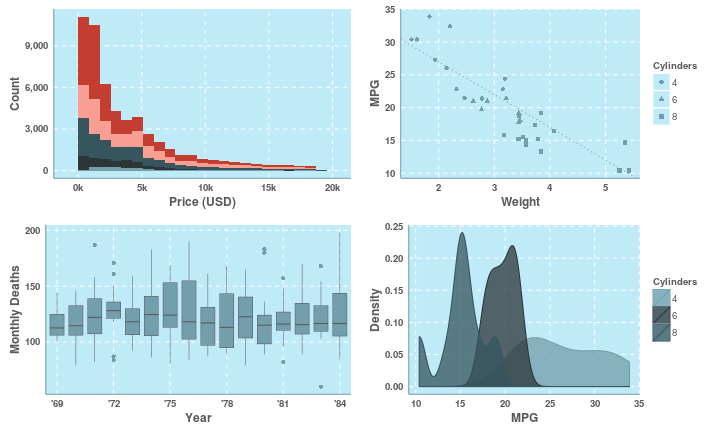 9,000
6,000
3,000
0
Count
0k 5k 10k 15k 20k
Price (USD)
35
30
25
20
15
10
MPG
2 3 4 5
Weight
Cylinders
4
6
8
200
150
100
Monthly Deaths
'69 '72 '75 '78 '81 '84
Year
0.25
0.20
0.15
0.10
0.05
0.00
Density
10 15 20 25 30 35
MPG
Cylinders
4
6
8